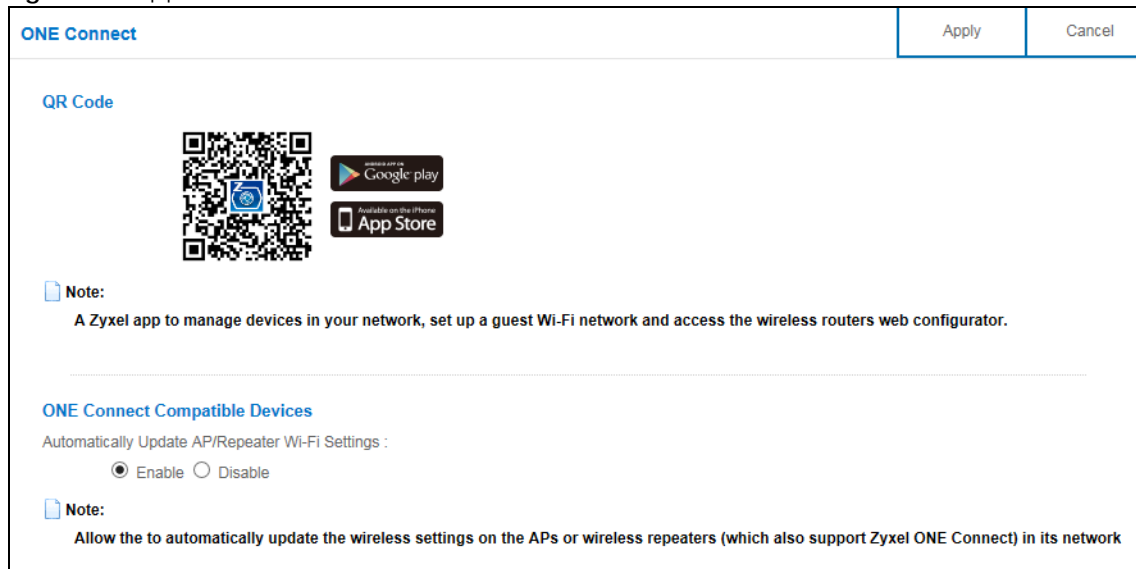 ONE Connect
Apply
Cancel
QR Code
Z
ANDROID APP ON
Google play
Available on the iPhone
App Store
Note:
A Zyxel app to manage devices in your network, set up a guest Wi-Fi network and access the wireless routers web configurator.
ONE Connect Compatible Devices
Automatically Update AP/Repeater Wi-Fi Settings :
Enable Disable
Note:
Allow the to automatically update the wireless settings on the APs or wireless repeaters (which also support Zyxel ONE Connect) in its network